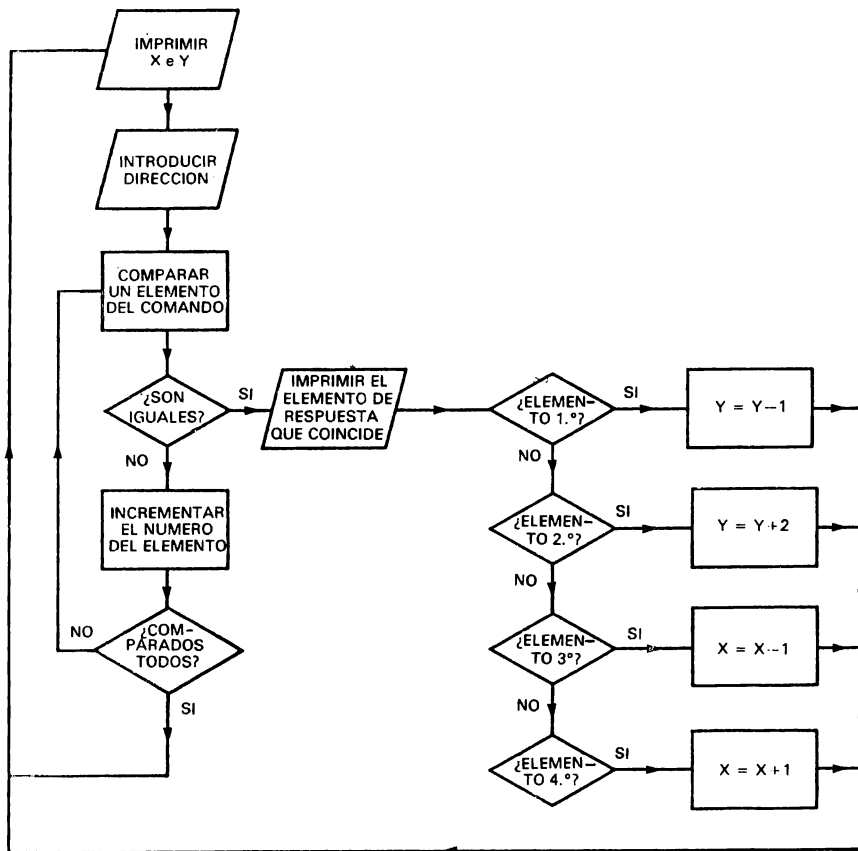 IMPRIMIR
X e Y
INTRODUCIR
DIRECCION
COMPARAR
UN ELEMENTO
DEL COMANDO
¿SON
IGUALES?
SI
NO
IMPRIMIR EL
ELEMENTO DE
RESPUESTA
QUE COINCIDE
INCREMENTAR
EL NUMERO
DEL ELEMENTO
¿COM-
PARADOS
TODOS?
NO
SI
¿ELEMEN-
TO 1.º?
SI
NO
Y = Y-1
¿ELEMEN-
TO 2.º?
SI
NO
Y = Y+2
¿ELEMEN-
TO 3º?
SI
NO
X = X-1
¿ELEMEN-
TO 4.º?
SI
X = X+1